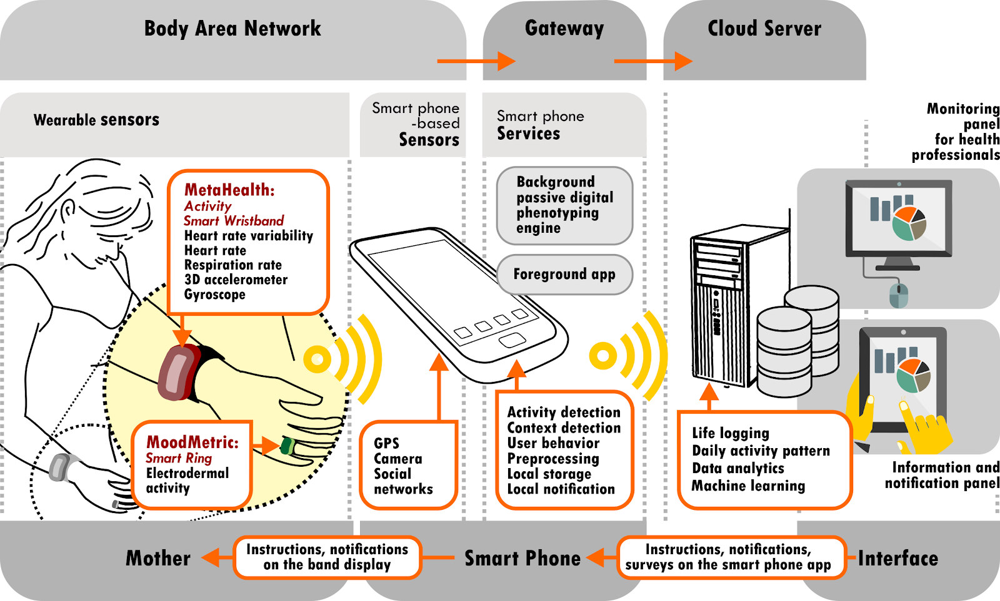 Body Area Network
Gateway
Cloud Server
Wearable sensors
Smart phone
-based
Sensors
Smart phone
Services
Monitoring
panel
for health
professionals
MetaHealth:
Activity
Smart Wristband
Heart rate variability
Heart rate
Respiration rate
3D accelerometer
Gyroscope
Background
passive digital
phenotyping
engine
Foreground app
MoodMetric:
Smart Ring
Electrodermal
activity
GPS
Camera
Social
networks
Activity detection
Context detection
User behavior
Preprocessing
Local storage
Local notification
Life logging
Daily activity pattern
Data analytics
Machine learning
Information and
notification panel
Mother
Instructions, notifications
on the band display
Smart Phone
Instructions, notifications,
surveys on the smart phone app
Interface